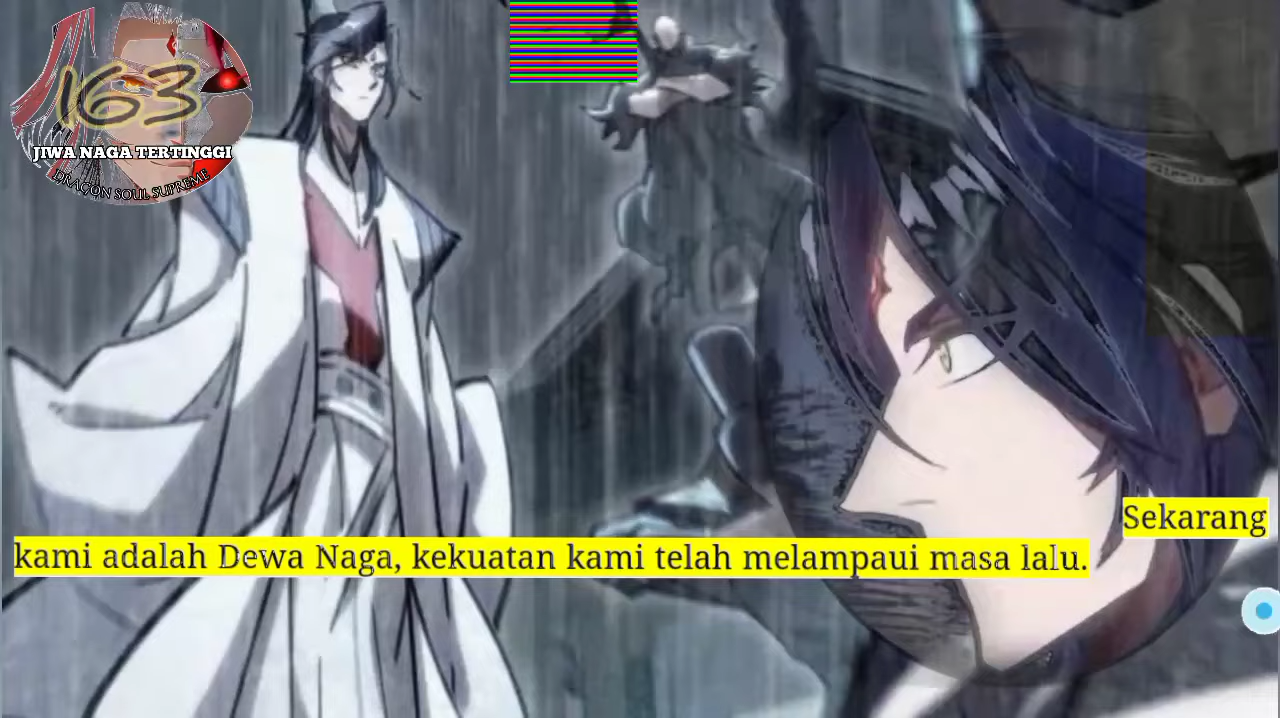 163
JIWA NAGA TERTINGGI
DRAGON SOUL SUPREME
Sekarang
kami adalah Dewa Naga, kekuatan kami telah melampaui masa lalu.